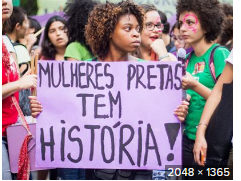 MULHERES PRETAS
TEM
HISTÓRIA!
2048 × 1365